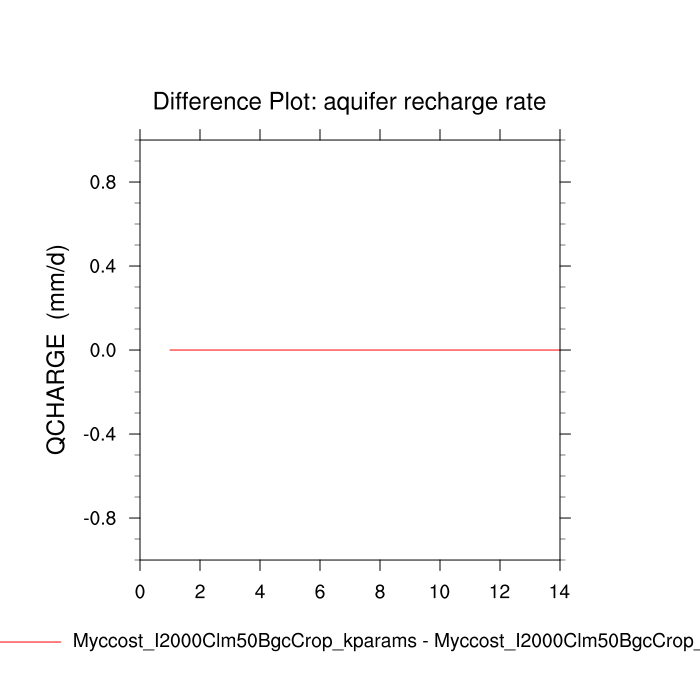 Difference Plot: aquifer recharge rate
QCHARGE (mm/d)
0.8
0.4
0.0
-0.4
-0.8
0 2 4 6 8 10 12 14
Myccost_I2000Clm50BgcCrop_kparams - Myccost_I2000Clm50BgcCrop_